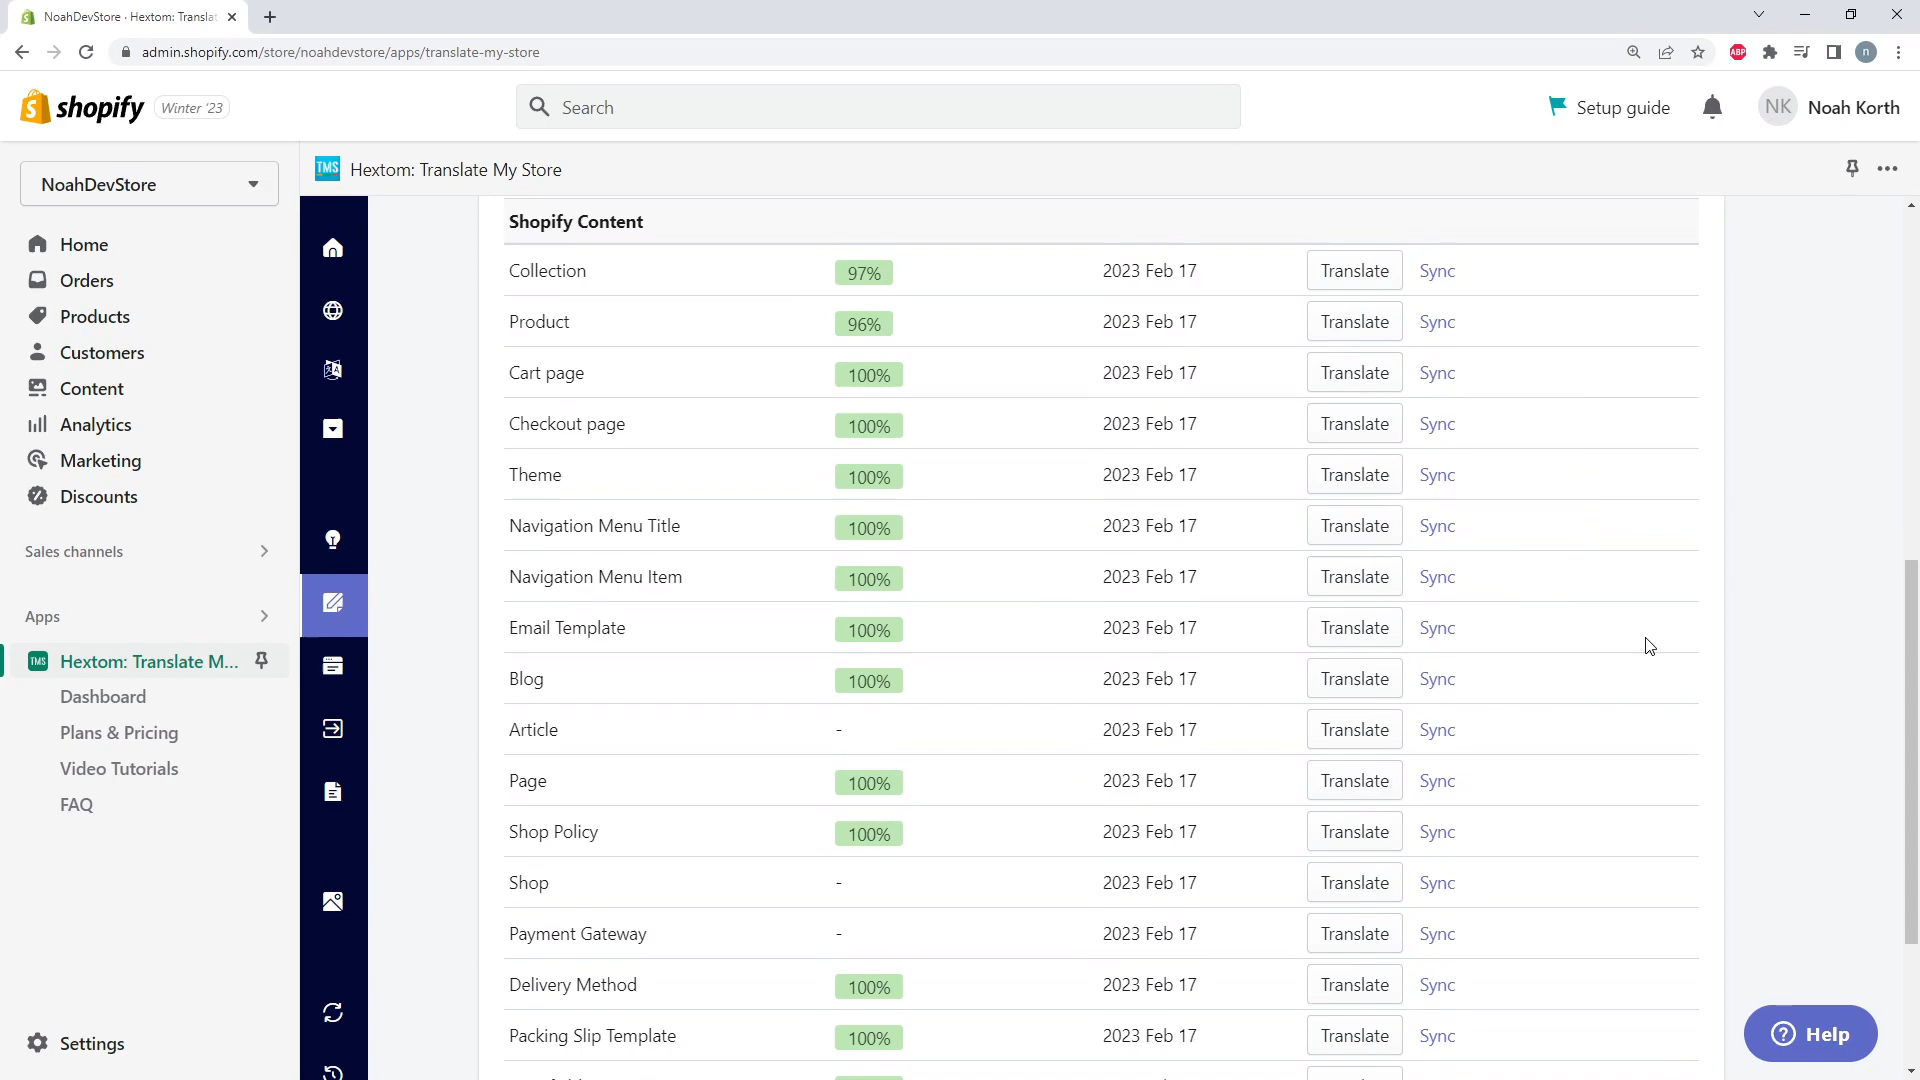 NoahDevStore · Hextom: Translat
admin.shopify.com/store/noahdevstore/apps/translate-my-store
ABP
n
shopify
Winter '23
Search
Setup guide
NK
Noah Korth
NoahDevStore
TMS
Hextom: Translate My Store
Home
Orders
Products
Customers
Content
Analytics
Marketing
Discounts
Sales channels
Apps
TMS Hextom: Translate M...
Dashboard
Plans & Pricing
Video Tutorials
FAQ
Settings
Shopify Content
Collection 97% 2023 Feb 17 Translate Sync
Product 96% 2023 Feb 17 Translate Sync
Cart page 100% 2023 Feb 17 Translate Sync
Checkout page 100% 2023 Feb 17 Translate Sync
Theme 100% 2023 Feb 17 Translate Sync
Navigation Menu Title 100% 2023 Feb 17 Translate Sync
Navigation Menu Item 100% 2023 Feb 17 Translate Sync
Email Template 100% 2023 Feb 17 Translate Sync
Blog 100% 2023 Feb 17 Translate Sync
Article - 2023 Feb 17 Translate Sync
Page 100% 2023 Feb 17 Translate Sync
Shop Policy 100% 2023 Feb 17 Translate Sync
Shop - 2023 Feb 17 Translate Sync
Payment Gateway - 2023 Feb 17 Translate Sync
Delivery Method 100% 2023 Feb 17 Translate Sync
Packing Slip Template 100% 2023 Feb 17 Translate Sync
Help